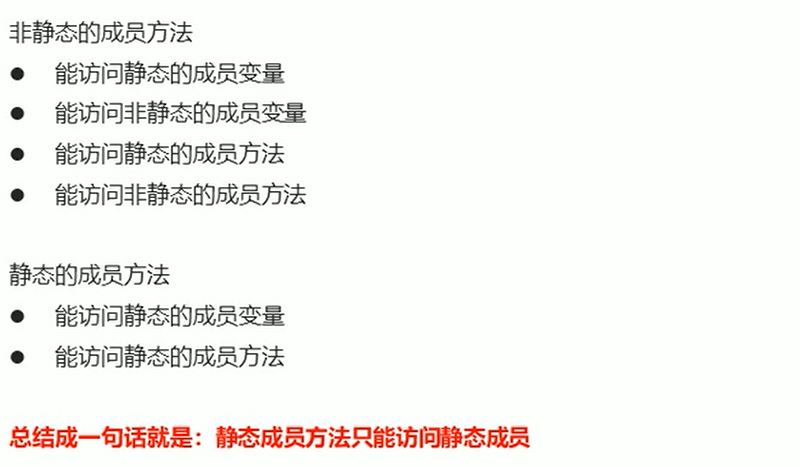 非静态的成员方法
● 能访问静态的成员变量
● 能访问非静态的成员变量
● 能访问静态的成员方法
● 能访问非静态的成员方法
静态的成员方法
● 能访问静态的成员变量
● 能访问静态的成员方法
总结成一句话就是：静态成员方法只能访问静态成员